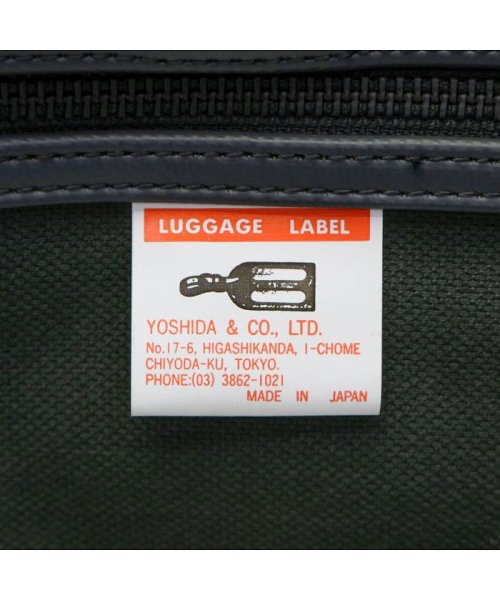 LUGGAGE LABEL
YOSHIDA & CO., LTD.
No.17-6, HIGASHIKANDA, 1-CHOME
CHIYODA-KU, TOKYO.
PHONE:(03) 3862-1021
MADE IN JAPAN